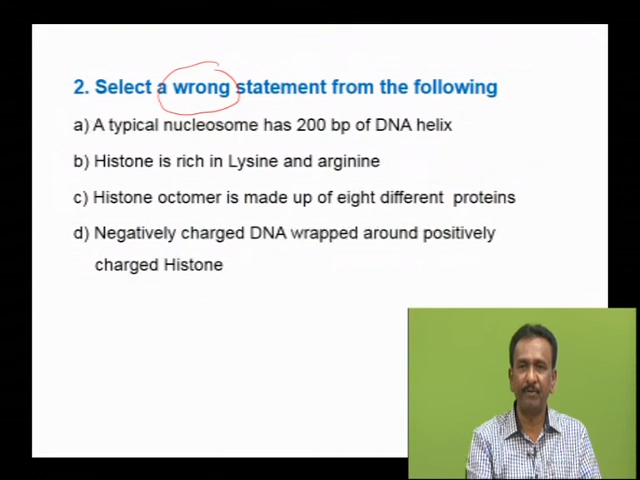 2. Select a wrong statement from the following
a) A typical nucleosome has 200 bp of DNA helix
b) Histone is rich in Lysine and arginine
c) Histone octomer is made up of eight different proteins
d) Negatively charged DNA wrapped around positively
charged Histone